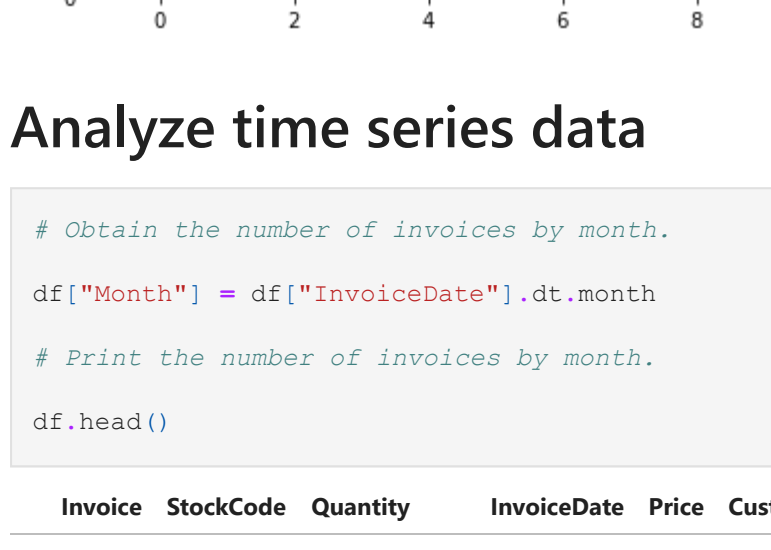 0 2 4 6 8
Analyze time series data
# Obtain the number of invoices by month.
df["Month"] = df["InvoiceDate"].dt.month
# Print the number of invoices by month.
df.head()
Invoice StockCode Quantity InvoiceDate Price